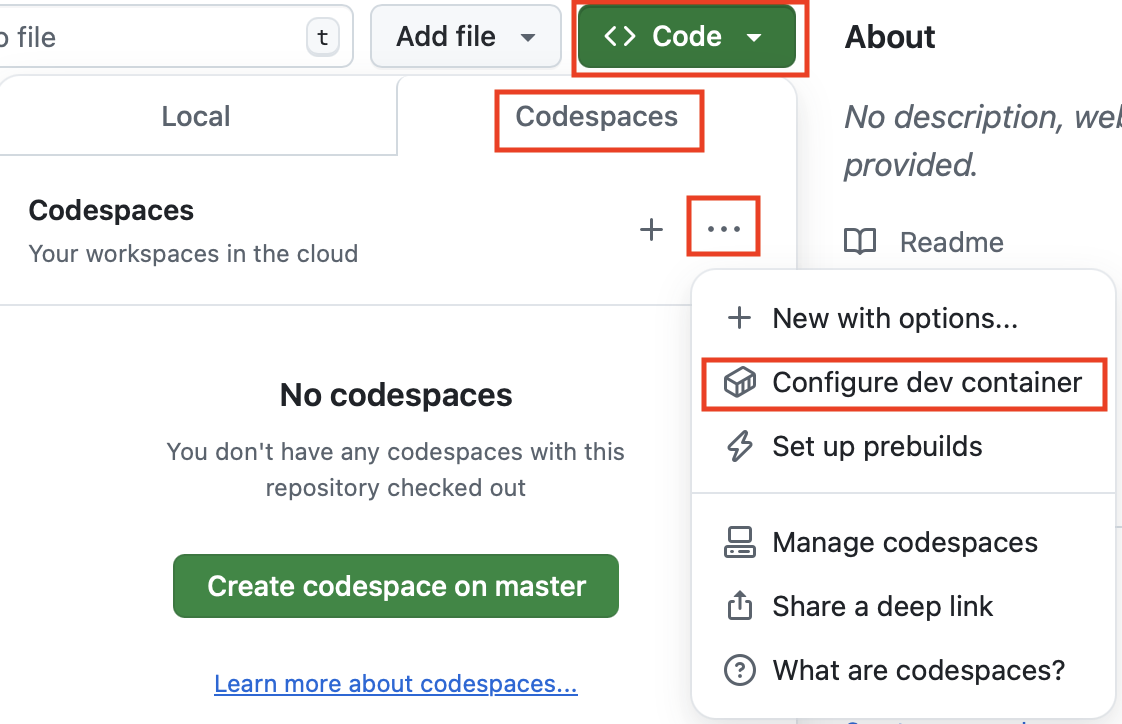 file
t
Add file
Code
About
Local
Codespaces
No description,
provided.
Codespaces
Your workspaces in the cloud
Readme
New with options...
Configure dev container
Set up prebuilds
No codespaces
You don't have any codespaces with this
repository checked out
Manage codespaces
Create codespace on master
Share a deep link
What are codespaces?
Learn more about codespaces...